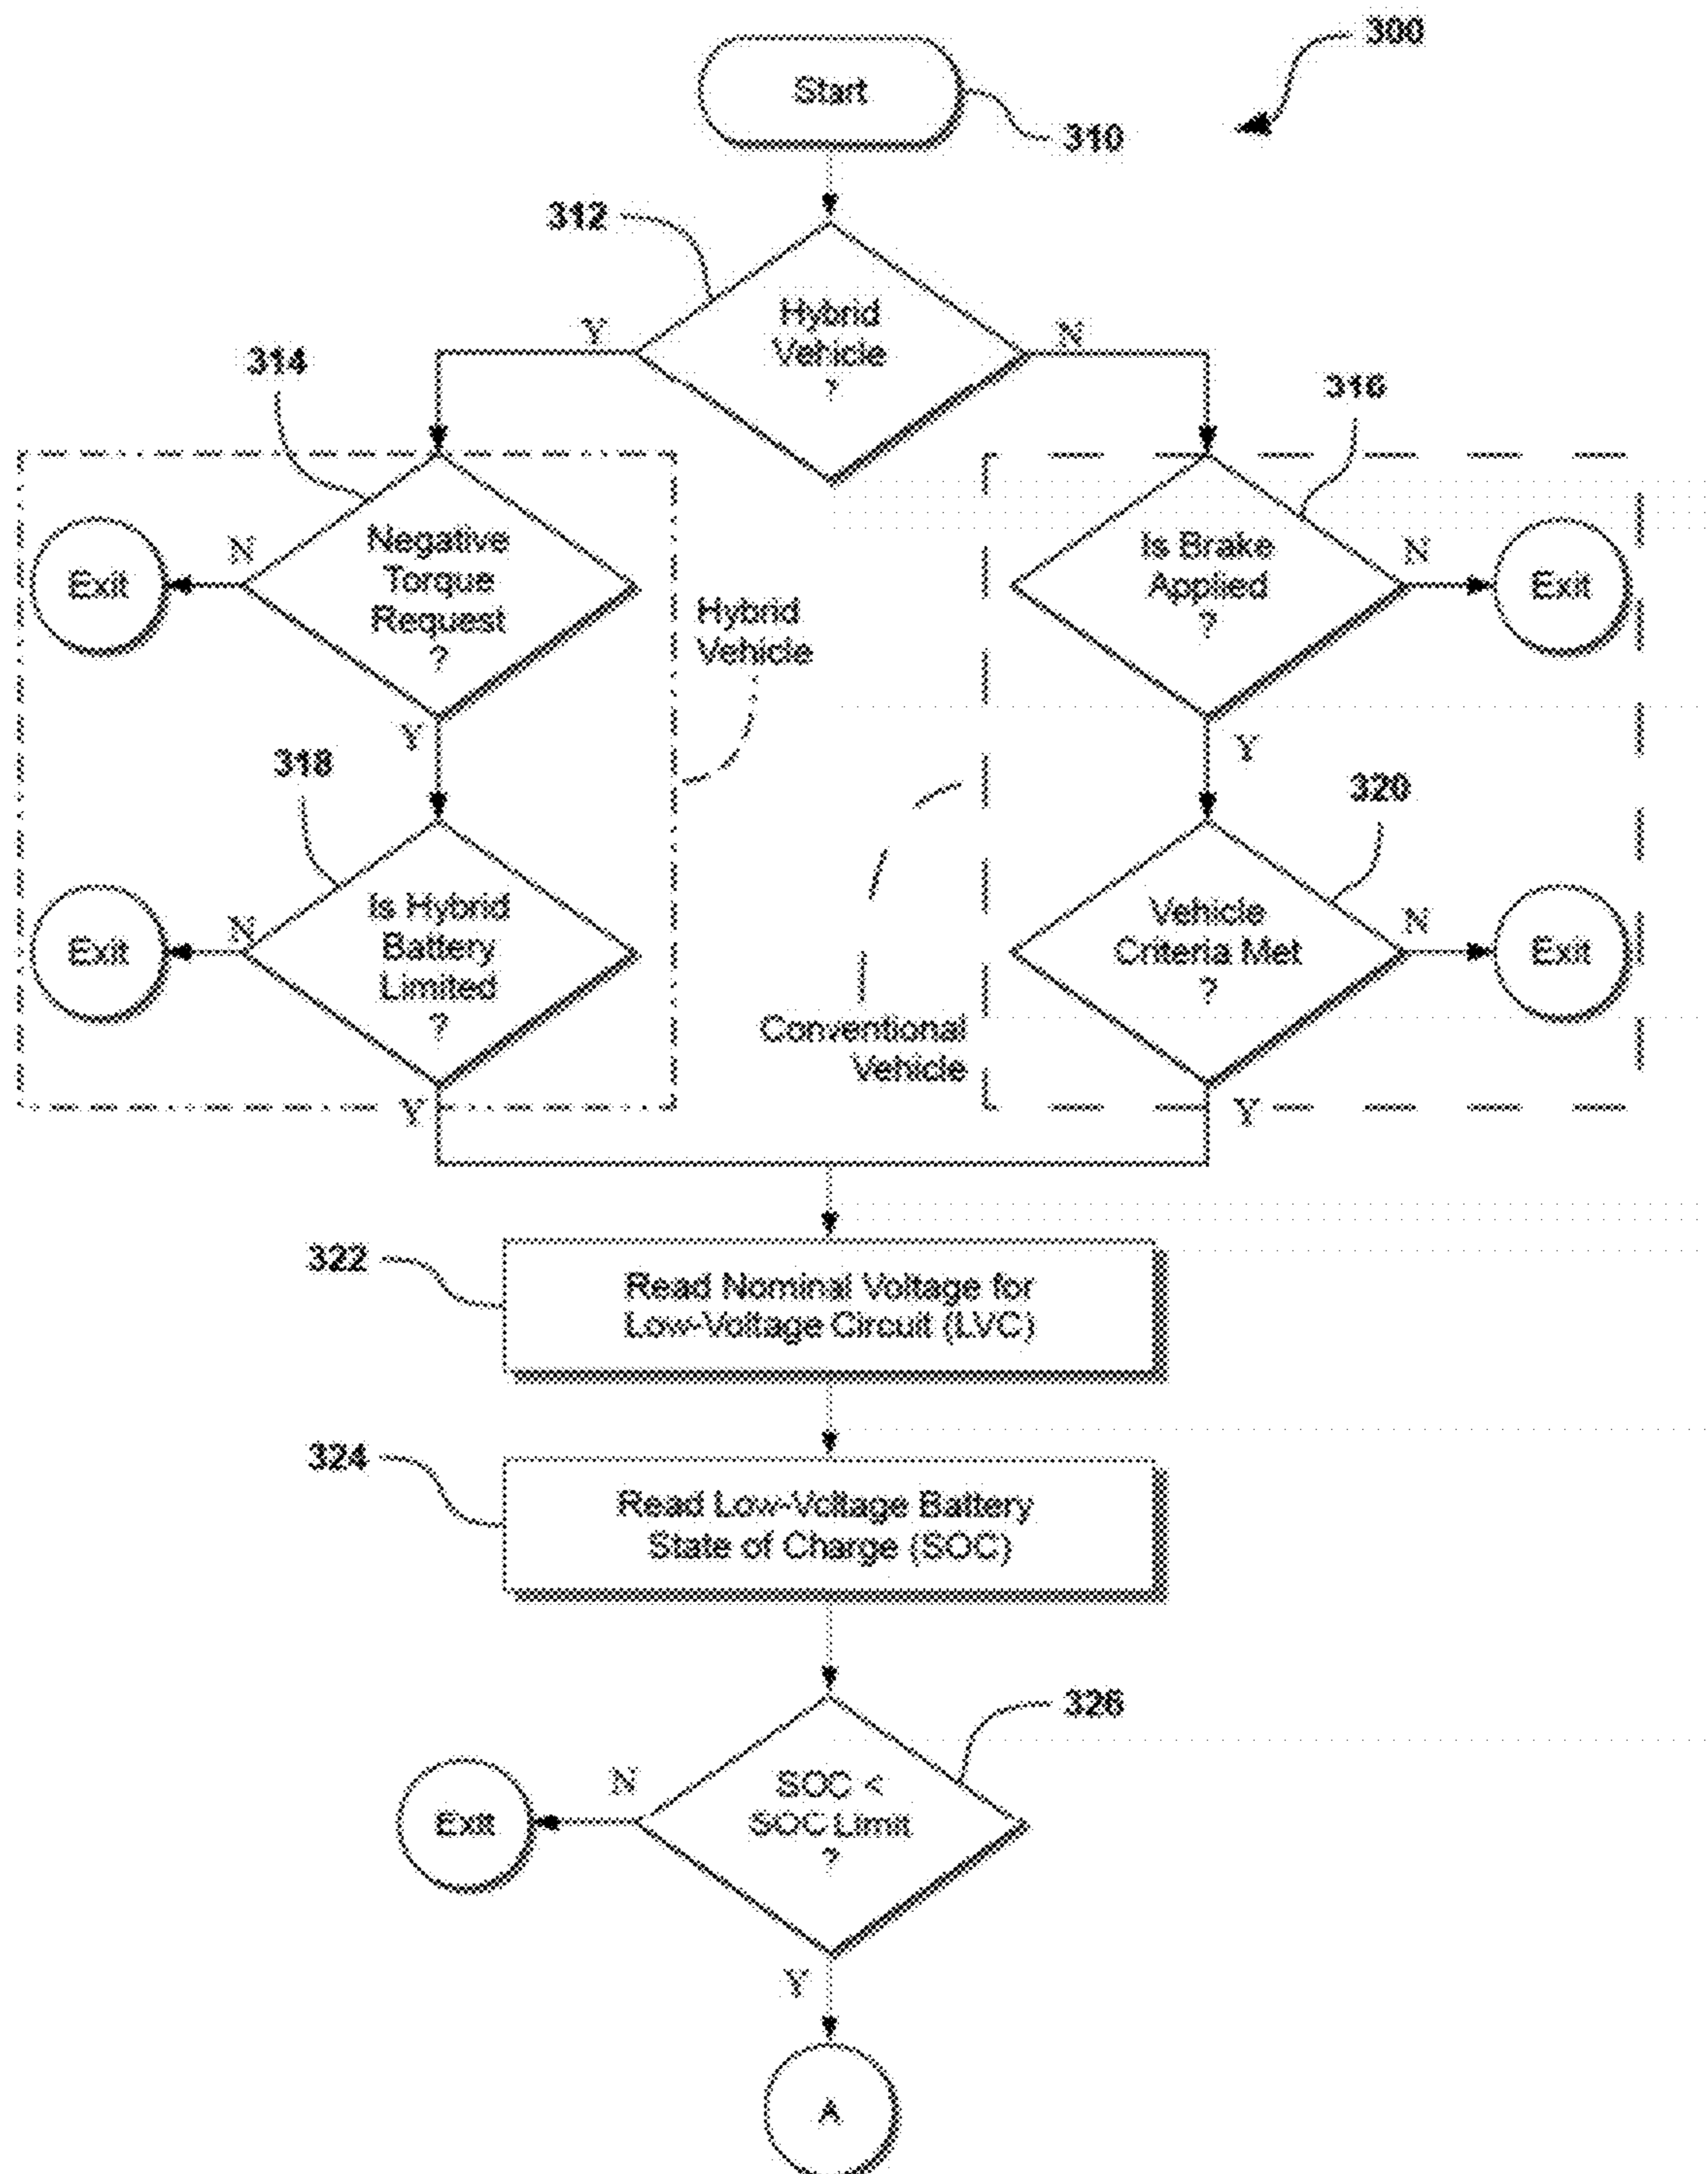 300
Start
310
312
Hybrid
Vehicle
?
Y
N
314
316
Negative
Torque
Request
?
N
Exit
Is Brake
Applied
?
N
Exit
Hybrid
Vehicle
Y
Y
318
320
Is Hybrid
Battery
Limited
?
N
Exit
Vehicle
Criteria Met
?
N
Exit
Conventional
Vehicle
Y
Y
322
Read Nominal Voltage for
Low-Voltage Circuit (LVC)
324
Read Low-Voltage Battery
State of Charge (SOC)
326
SOC <
SOC Limit
?
N
Exit
Y
A